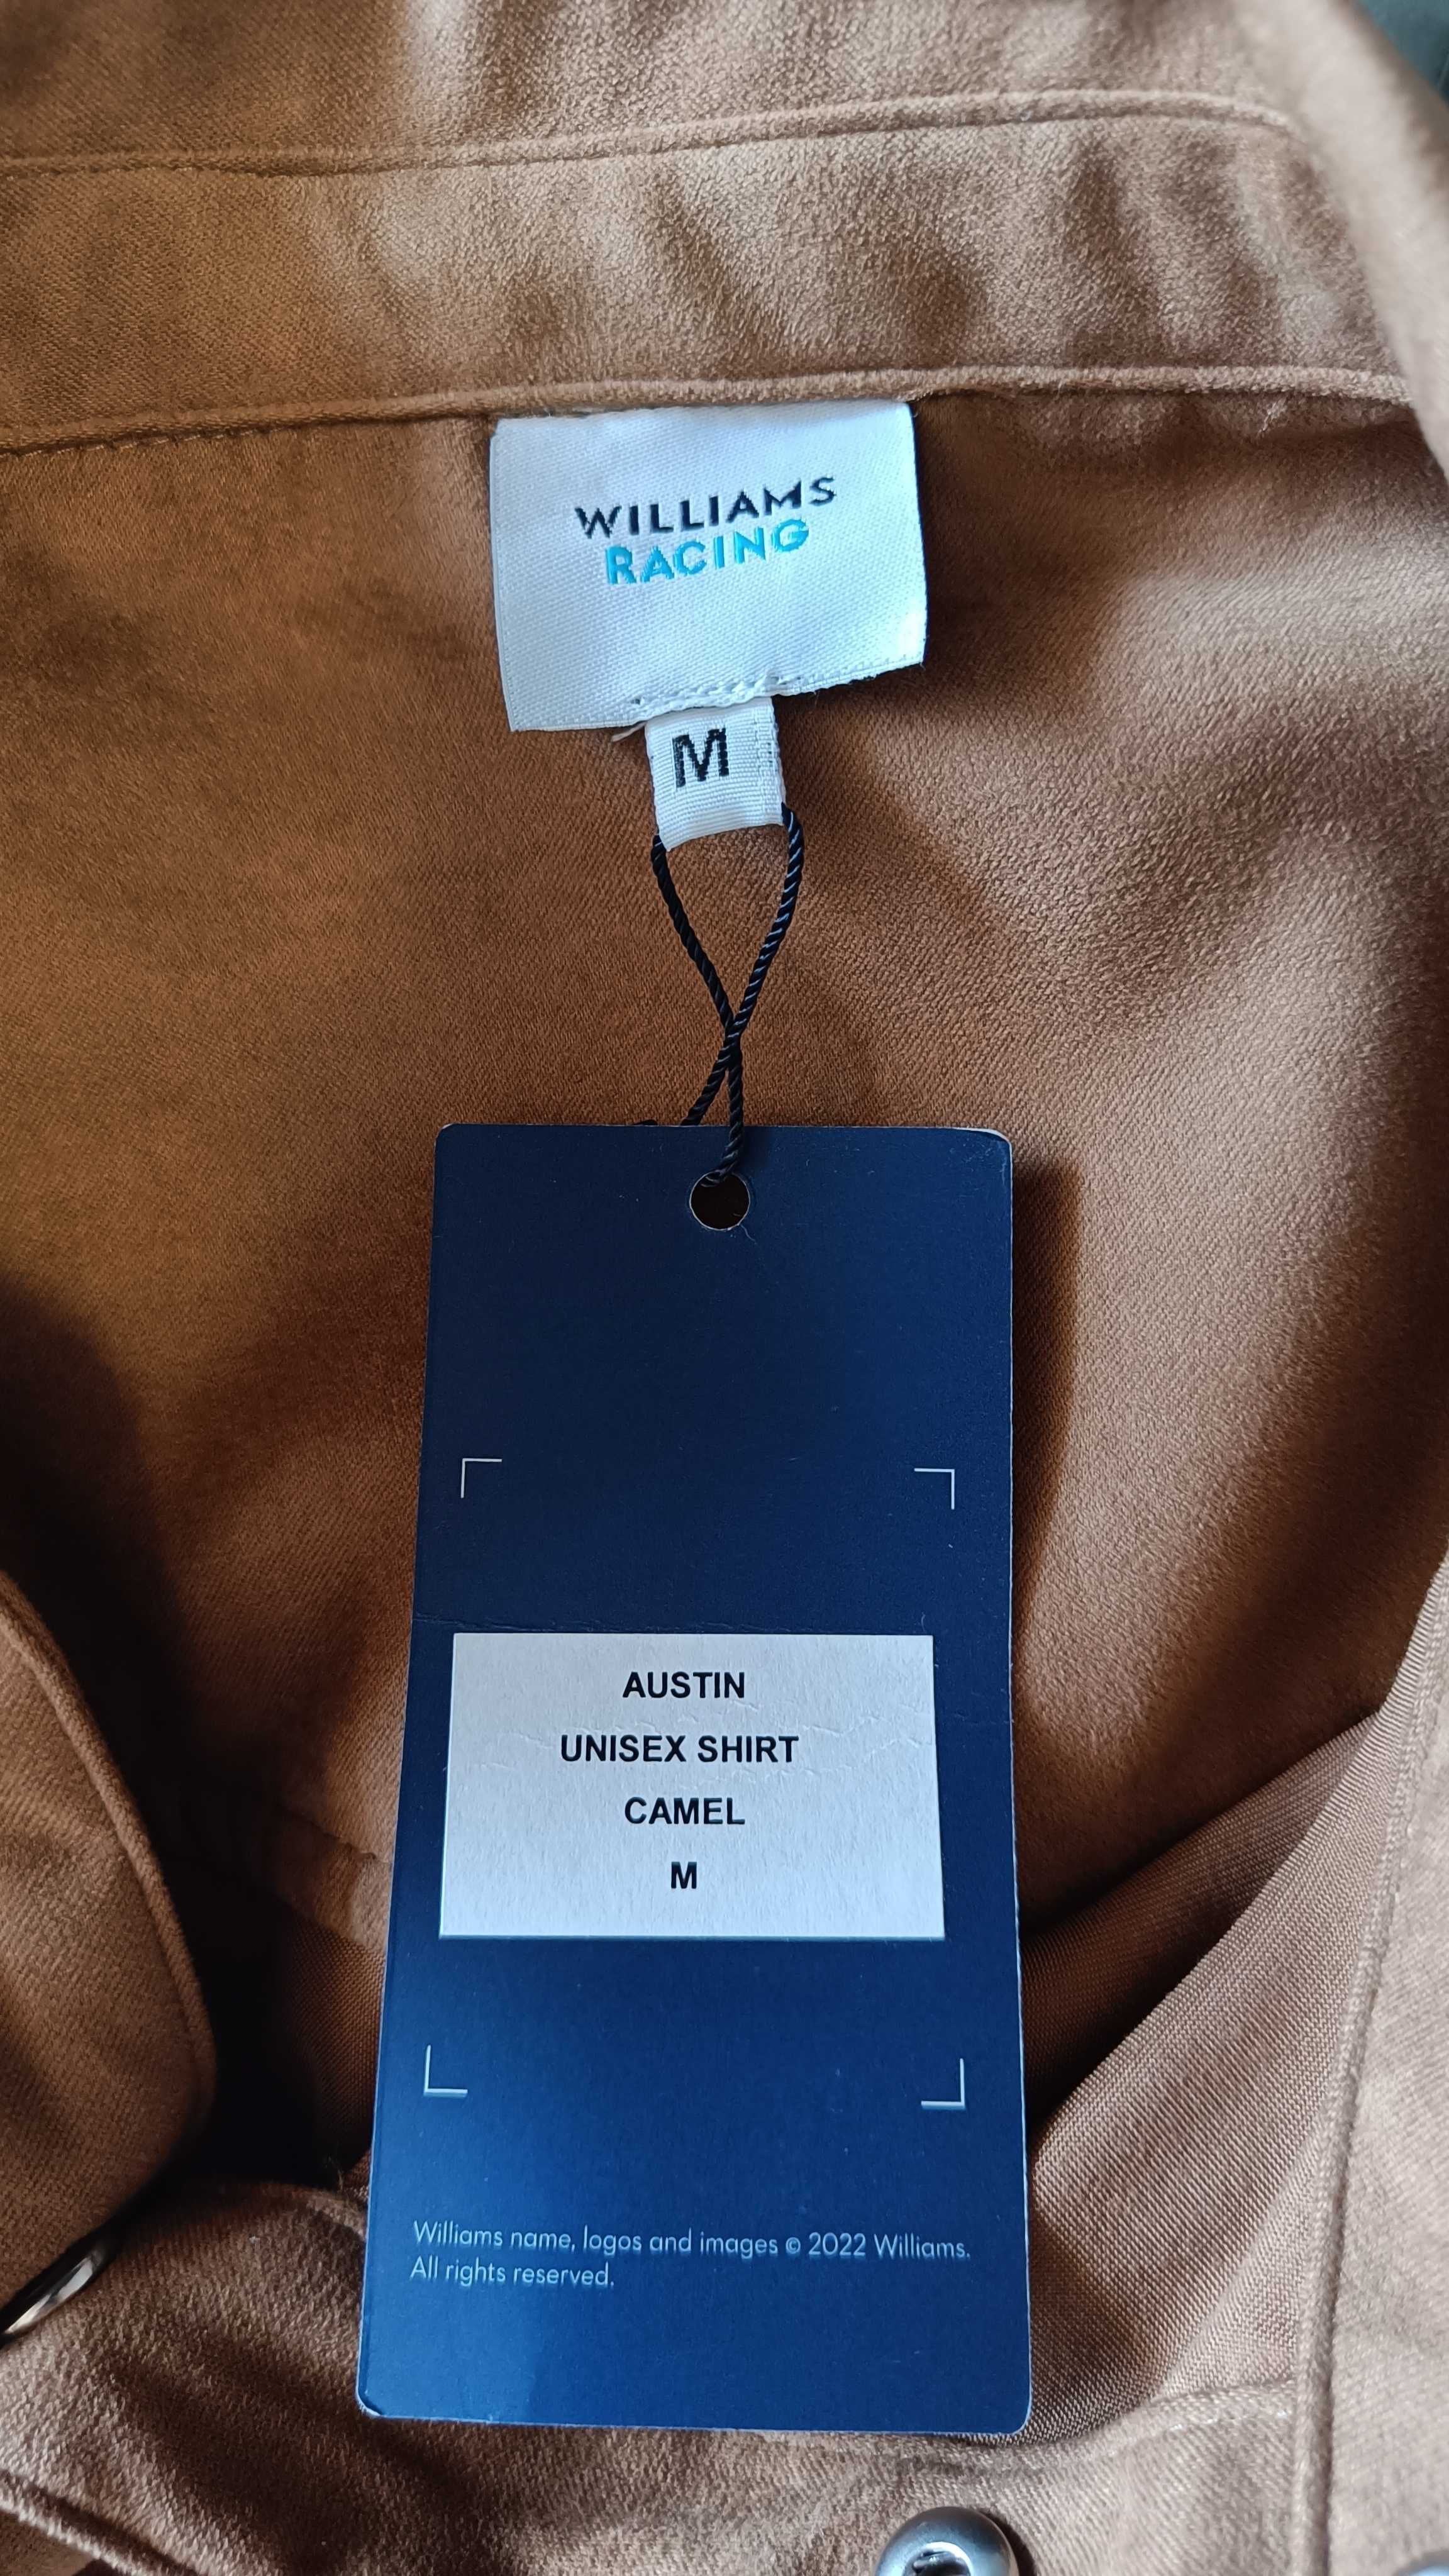 WILLIAMS
RACING
M
AUSTIN
UNISEX SHIRT
CAMEL
M
Williams name, logos and images © 2022 Williams.
All rights reserved.